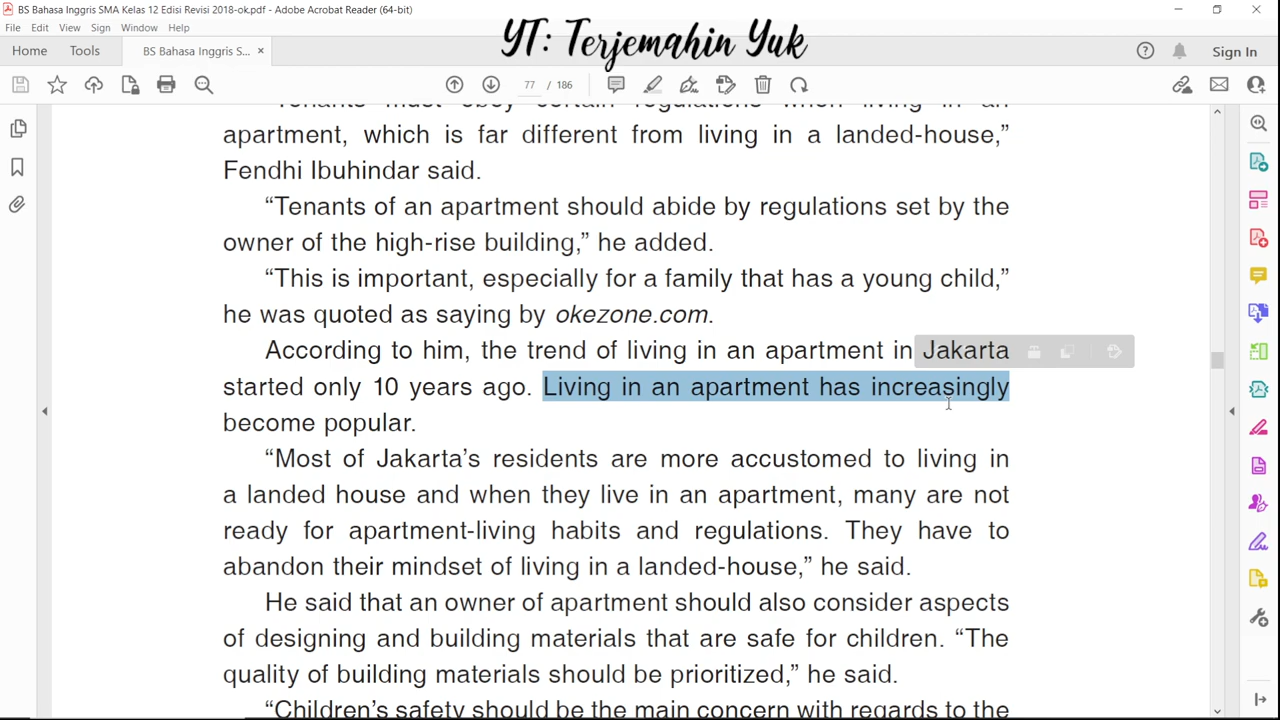 BS Bahasa Inggris SMA Kelas 12 Edisi Revisi 2018-ok.pdf - Adobe Acrobat Reader (64-bit)
File Edit View Sign Window Help
YT: Terjemahin Yuk
Home Tools BS Bahasa Inggris S... × Sign In
77 / 186
“Tenants must obey certain regulations when living in an
apartment, which is far different from living in a landed-house,”
Fendhi Ibuhindar said.
“Tenants of an apartment should abide by regulations set by the
owner of the high-rise building,” he added.
“This is important, especially for a family that has a young child,”
he was quoted as saying by okezone.com.
According to him, the trend of living in an apartment in Jakarta
started only 10 years ago. Living in an apartment has increasingly
become popular.
“Most of Jakarta’s residents are more accustomed to living in
a landed house and when they live in an apartment, many are not
ready for apartment-living habits and regulations. They have to
abandon their mindset of living in a landed-house,” he said.
He said that an owner of apartment should also consider aspects
of designing and building materials that are safe for children. “The
quality of building materials should be prioritized,” he said.
“Children’s safety should be the main concern with regards to the